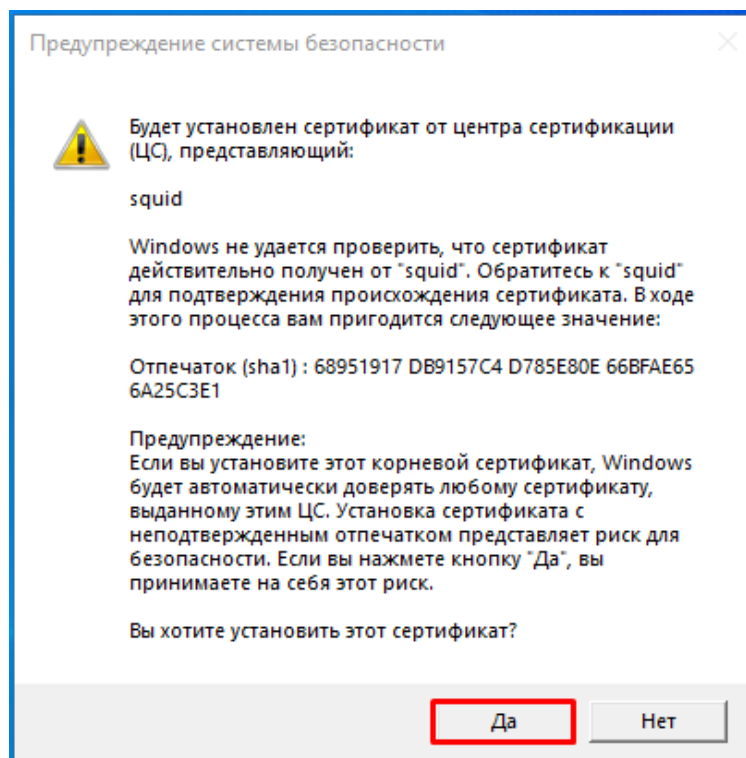 Предупреждение системы безопасности
Будет установлен сертификат от центра сертификации
(ЦС), представляющий:
squid
Windows не удается проверить, что сертификат
действительно получен от "squid". Обратитесь к "squid"
для подтверждения происхождения сертификата. В ходе
этого процесса вам пригодится следующее значение:
Отпечаток (sha1) : 68951917 DB9157C4 D785E80E 66BFAE65
6A25C3E1
Предупреждение:
Если вы установите этот корневой сертификат, Windows
будет автоматически доверять любому сертификату,
выданному этим ЦС. Установка сертификата с
неподтвержденным отпечатком представляет риск для
безопасности. Если вы нажмете кнопку "Да", вы
принимаете на себя этот риск.
Вы хотите установить этот сертификат?
Да
Нет